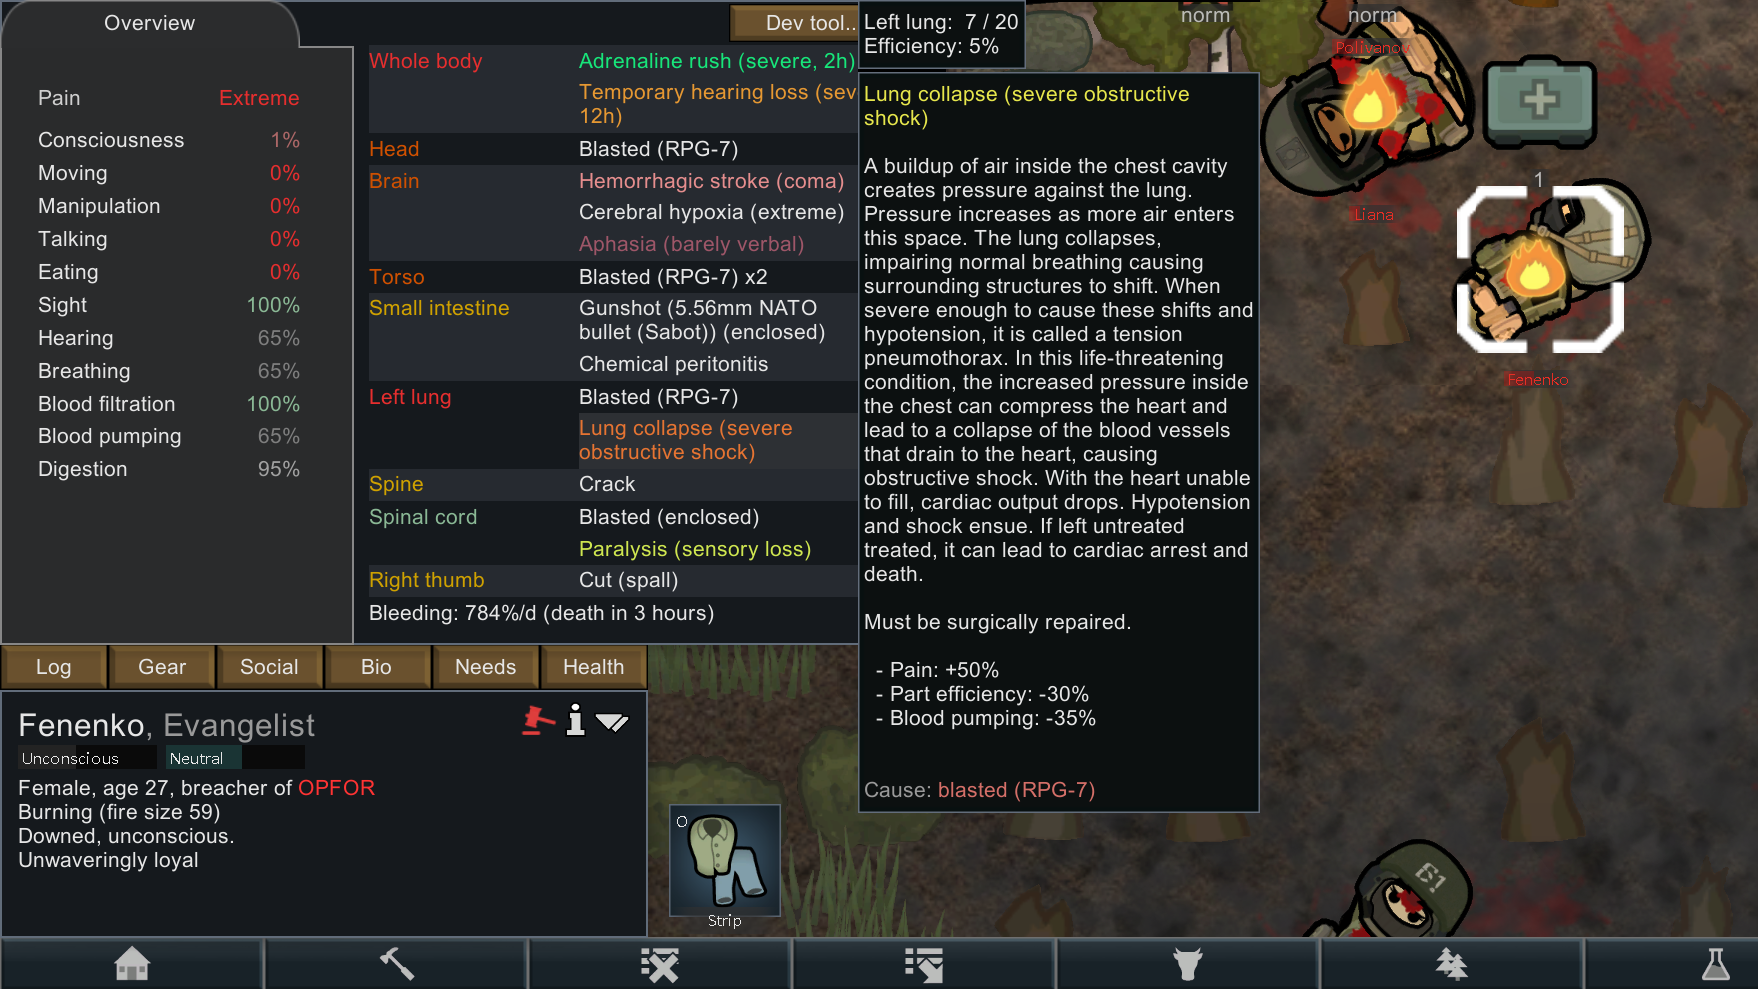 Overview
Pain Extreme
Consciousness 1%
Moving 0%
Manipulation 0%
Talking 0%
Eating 0%
Sight 100%
Hearing 65%
Breathing 65%
Blood filtration 100%
Blood pumping 65%
Digestion 95%
Dev tool..
Whole body Adrenaline rush (severe, 2h)
Temporary hearing loss (sev
12h)
Head Blasted (RPG-7)
Brain Hemorrhagic stroke (coma)
Cerebral hypoxia (extreme)
Aphasia (barely verbal)
Torso Blasted (RPG-7) x2
Small intestine Gunshot (5.56mm NATO
bullet (Sabot)) (enclosed)
Chemical peritonitis
Left lung Blasted (RPG-7)
Lung collapse (severe
obstructive shock)
Spine Crack
Spinal cord Blasted (enclosed)
Paralysis (sensory loss)
Right thumb Cut (spall)
Bleeding: 784%/d (death in 3 hours)
Left lung: 7 / 20
Efficiency: 5%
Lung collapse (severe obstructive
shock)
A buildup of air inside the chest cavity
creates pressure against the lung.
Pressure increases as more air enters
this space. The lung collapses,
impairing normal breathing causing
surrounding structures to shift. When
severe enough to cause these shifts and
hypotension, it is called a tension
pneumothorax. In this life-threatening
condition, the increased pressure inside
the chest can compress the heart and
lead to a collapse of the blood vessels
that drain to the heart, causing
obstructive shock. With the heart unable
to fill, cardiac output drops. Hypotension
and shock ensue. If left untreated
treated, it can lead to cardiac arrest and
death.
Must be surgically repaired.
- Pain: +50%
- Part efficiency: -30%
- Blood pumping: -35%
Cause: blasted (RPG-7)
norm
norm
Polivanov
Liana
1
Fenenko
Б1
Log
Gear
Social
Bio
Needs
Health
Fenenko, Evangelist
Unconscious
Neutral
Female, age 27, breacher of OPFOR
Burning (fire size 59)
Downed, unconscious.
Unwaveringly loyal
Strip